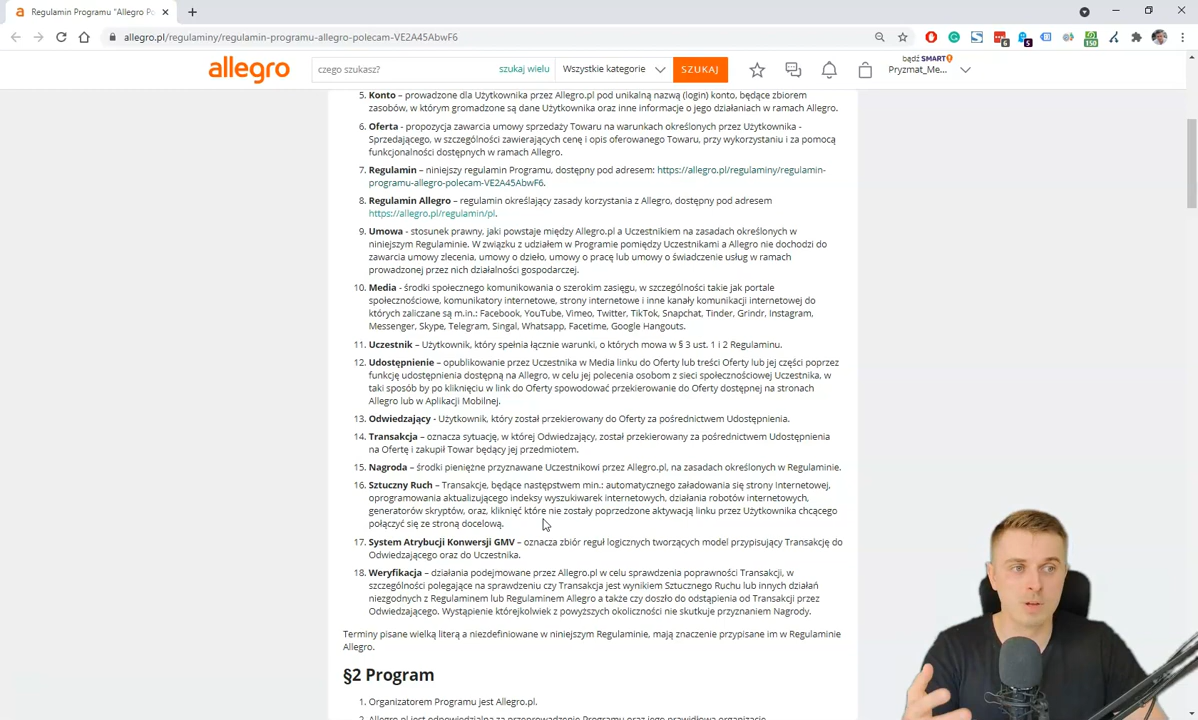 Regulamin Programu "Allegro Po
allegro.pl/regulaminy/regulamin-programu-allegro-polecam-VE2A45AbwF6
6
5
150
allegro
czego szukasz?
szukaj wielu
Wszystkie kategorie
SZUKAJ
bądź SMART!
Pryzmat_Me...
5. Konto – prowadzone dla Użytkownika przez Allegro.pl pod unikalną nazwą (login) konto, będące zbiorem
zasobów, w którym gromadzone są dane Użytkownika oraz inne informacje o jego działaniach w ramach Allegro.
6. Oferta - propozycja zawarcia umowy sprzedaży Towaru na warunkach określonych przez Użytkownika -
Sprzedającego, w szczególności zawierających cenę i opis oferowanego Towaru, przy wykorzystaniu i za pomocą
funkcjonalności dostępnych w ramach Allegro.
7. Regulamin – niniejszy regulamin Programu, dostępny pod adresem: https://allegro.pl/regulaminy/regulamin-
programu-allegro-polecam-VE2A45AbwF6.
8. Regulamin Allegro – regulamin określający zasady korzystania z Allegro, dostępny pod adresem
https://allegro.pl/regulamin/pl.
9. Umowa - stosunek prawny, jaki powstaje między Allegro.pl a Uczestnikiem na zasadach określonych w
niniejszym Regulaminie. W związku z udziałem w Programie pomiędzy Uczestnikami a Allegro nie dochodzi do
zawarcia umowy zlecenia, umowy o dzieło, umowy o pracę lub umowy o świadczenie usług w ramach
prowadzonej przez nich działalności gospodarczej.
10. Media - środki społecznego komunikowania o szerokim zasięgu, w szczególności takie jak portale
społecznościowe, komunikatory internetowe, strony internetowe i inne kanały komunikacji internetowej do
których zaliczane są m.in.: Facebook, YouTube, Vimeo, Twitter, TikTok, Snapchat, Tinder, Grindr, Instagram,
Messenger, Skype, Telegram, Singal, Whatsapp, Facetime, Google Hangouts.
11. Uczestnik – Użytkownik, który spełnia łącznie warunki, o których mowa w § 3 ust. 1 i 2 Regulaminu.
12. Udostępnienie – opublikowanie przez Uczestnika w Media linku do Oferty lub treści Oferty lub jej części poprzez
funkcję udostępnienia dostępną na Allegro, w celu jej polecenia osobom z sieci społecznościowej Uczestnika, w
taki sposób by po kliknięciu w link do Oferty spowodować przekierowanie do Oferty dostępnej na stronach
Allegro lub w Aplikacji Mobilnej.
13. Odwiedzający - Użytkownik, który został przekierowany do Oferty za pośrednictwem Udostępnienia.
14. Transakcja – oznacza sytuację, w której Odwiedzający, został przekierowany za pośrednictwem Udostępnienia
na Ofertę i zakupił Towar będący jej przedmiotem.
15. Nagroda – środki pieniężne przyznawane Uczestnikowi przez Allegro.pl, na zasadach określonych w Regulaminie.
16. Sztuczny Ruch – Transakcje, będące następstwem min.: automatycznego załadowania się strony Internetowej,
oprogramowania aktualizującego indeksy wyszukiwarek internetowych, działania robotów internetowych,
generatorów skryptów, oraz, kliknięć które nie zostały poprzedzone aktywacją linku przez Użytkownika chcącego
połączyć się ze stroną docelową.
17. System Atrybucji Konwersji GMV – oznacza zbiór reguł logicznych tworzących model przypisujący Transakcję do
Odwiedzającego oraz do Uczestnika.
18. Weryfikacja – działania podejmowane przez Allegro.pl w celu sprawdzenia poprawności Transakcji, w
szczególności polegające na sprawdzeniu czy Transakcja jest wynikiem Sztucznego Ruchu lub innych działań
niezgodnych z Regulaminem lub Regulaminem Allegro a także czy doszło do odstąpienia od Transakcji przez
Odwiedzającego. Wystąpienie którejkolwiek z powyższych okoliczności nie skutkuje przyznaniem Nagrody.
Terminy pisane wielką literą a niezdefiniowane w niniejszym Regulaminie, mają znaczenie przypisane im w Regulaminie
Allegro.
§2 Program
1. Organizatorem Programu jest Allegro.pl.
2. Allegro.pl jest odpowiedzialna za przeprowadzenie Programu oraz jego prawidłową organizację.